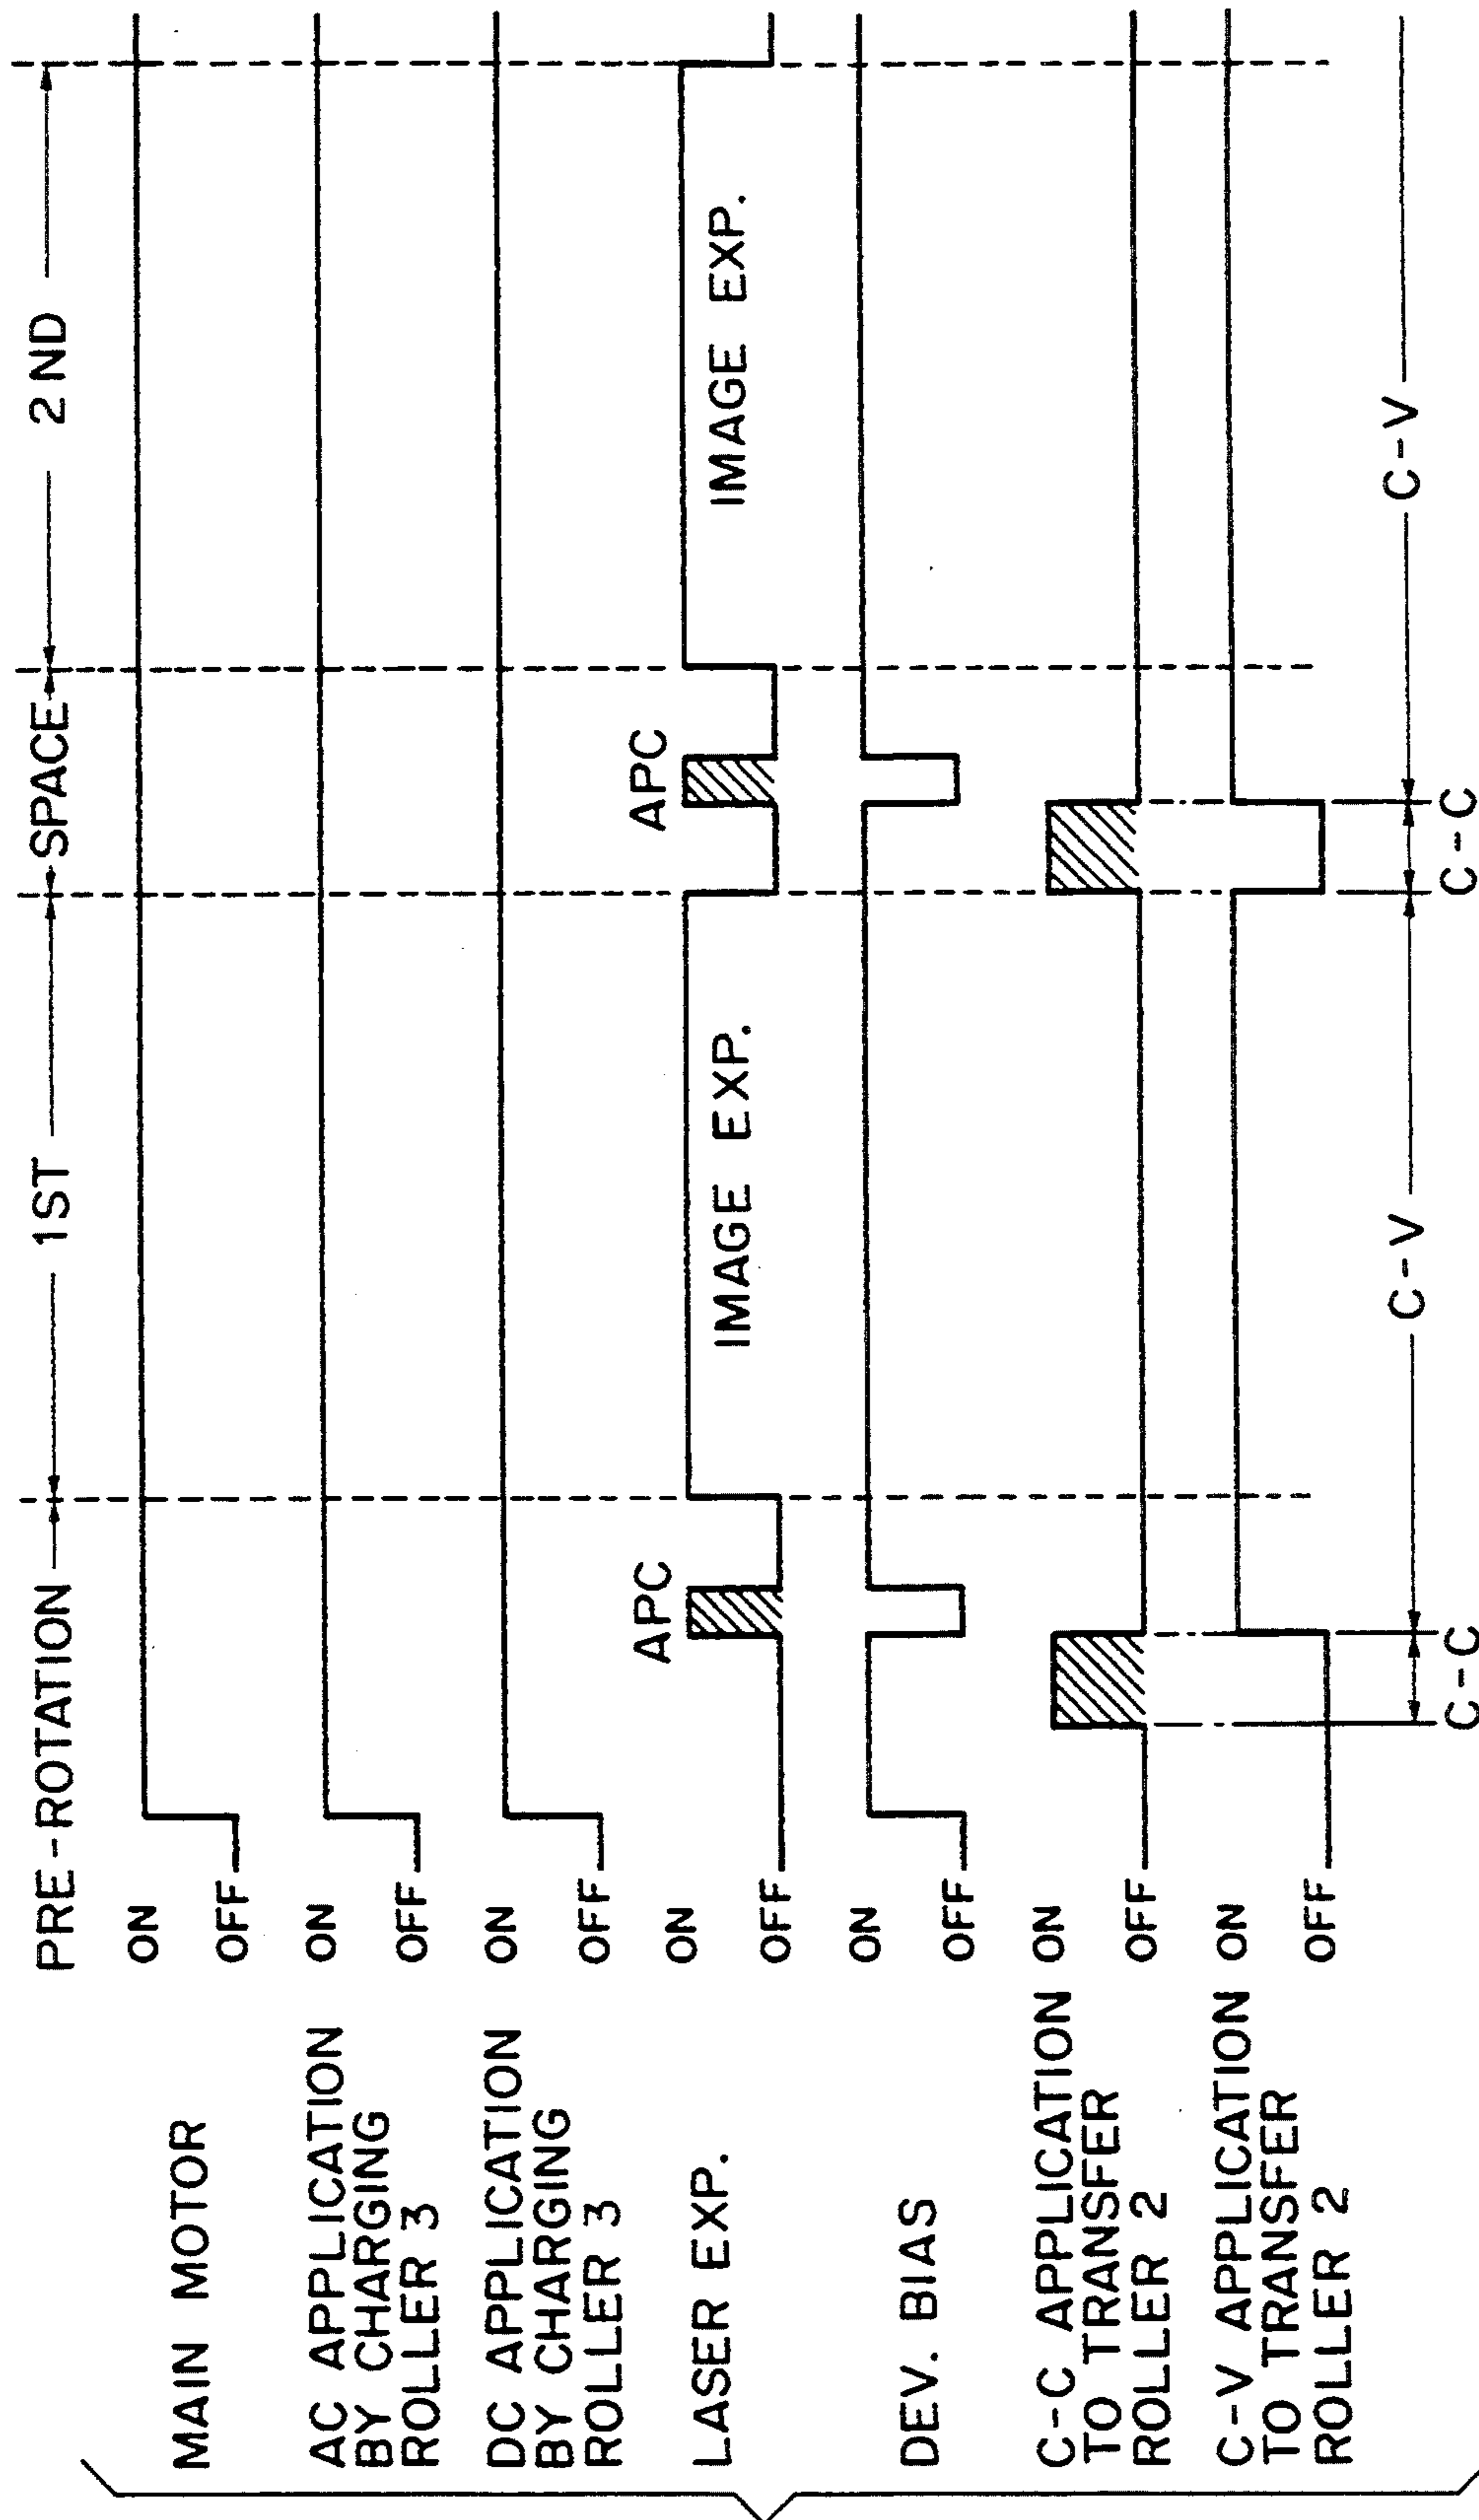 PRE-ROTATION
1ST
SPACE
2ND
MAIN MOTOR
ON
OFF
AC APPLICATION
BY CHARGING
ROLLER 3
ON
OFF
DC APPLICATION
BY CHARGING
ROLLER 3
ON
OFF
LASER EXP.
ON
OFF
APC
IMAGE EXP.
APC
IMAGE EXP.
DEV. BIAS
ON
OFF
C-C APPLICATION
TO TRANSFER
ROLLER 2
ON
OFF
C-V APPLICATION
TO TRANSFER
ROLLER 2
ON
OFF
C-C
C-V
C-C
C-V